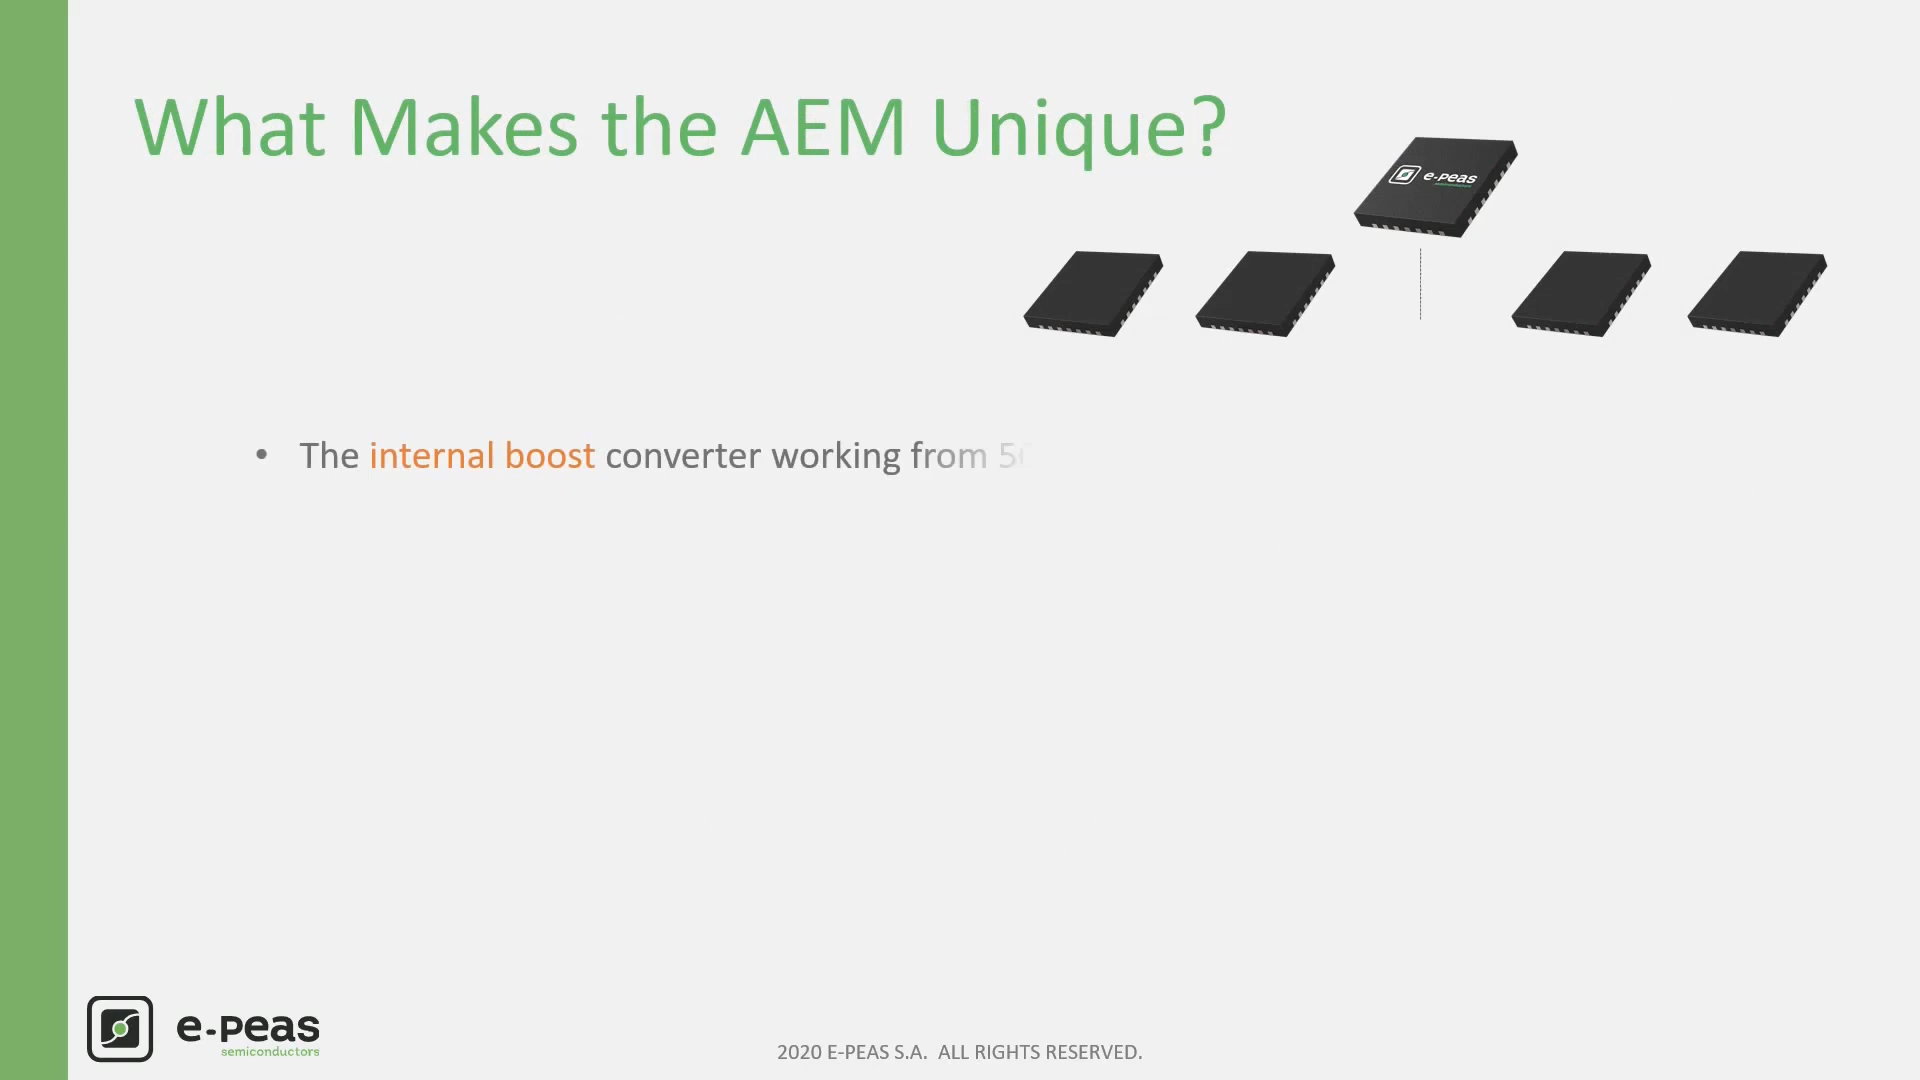 What Makes the AEM Unique?
e-peas
• The internal boost converter working from
e-peas
semiconductors
2020 E-PEAS S.A. ALL RIGHTS RESERVED.